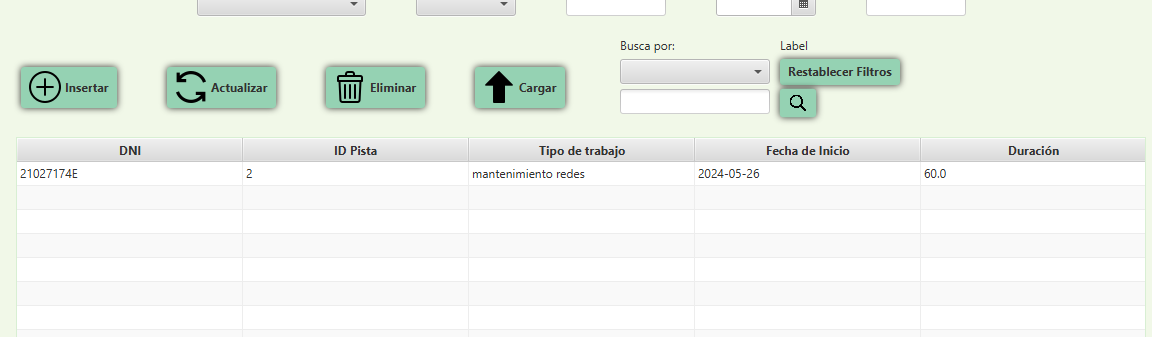 Busca por:
Label
Restablecer Filtros
Insertar
Actualizar
Eliminar
Cargar
DNI
ID Pista
Tipo de trabajo
Fecha de Inicio
Duración
21027174E
2
mantenimiento redes
2024-05-26
60.0